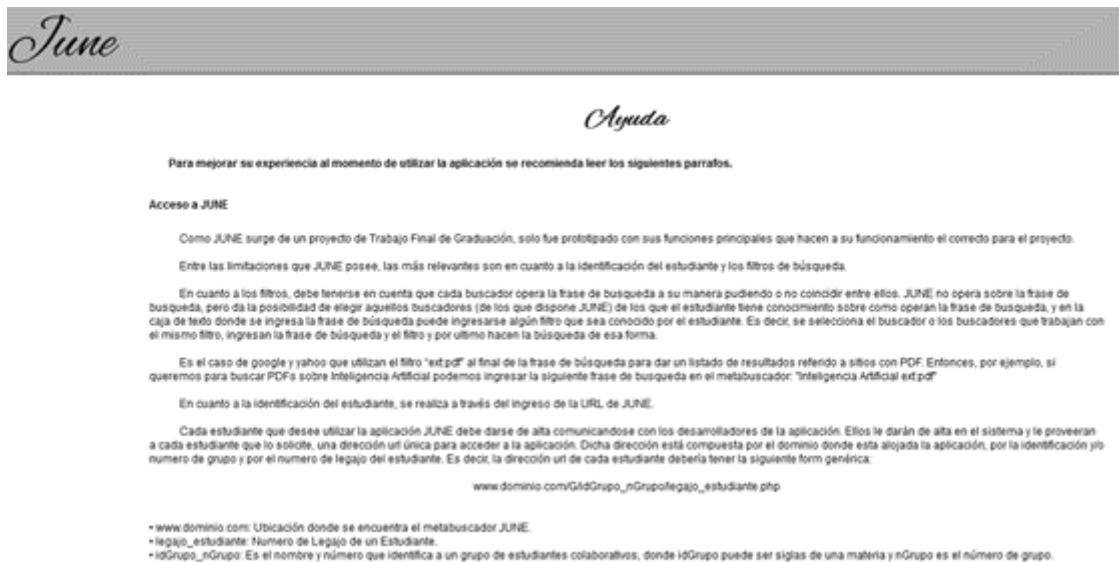 June
Ayuda
Para mejorar su experiencia al momento de utilizar la aplicación se recomienda leer los siguientes parrafos.
Acceso a JUNE
Como JUNE surge de un proyecto de Trabajo Final de Graduación, solo fue prototipado con sus funciones principales que hacen a su funcionamiento el correcto para el proyecto.
Entre las limitaciones que JUNE posee, las más relevantes son en cuanto a la identificación del estudiante y los filtros de búsqueda.
En cuanto a los filtros, debe tenerse en cuenta que cada buscador opera la frase de busqueda a su manera pudiendo o no coincidir entre ellos. JUNE no opera sobre la frase de
busqueda, pero da la posibilidad de elegir aquellos buscadores (de los que dispone JUNE) de los que el estudiante tiene conocimiento sobre como operan la frase de busqueda, y en la
caja de texto donde se ingresa la frase de búsqueda puede ingresarse algún filtro que sea conocido por el estudiante. Es decir, se selecciona el buscador o los buscadores que trabajan con
el mismo filtro, ingresan la frase de búsqueda y el filtro y por ultimo hacen la búsqueda de esa forma.
Es el caso de google y yahoo que utilizan el filtro "ext:pdf" al final de la frase de búsqueda para dar un listado de resultados referido a sitios con PDF. Entonces, por ejemplo, si
queremos para buscar PDFs sobre Inteligencia Artificial podemos ingresar la siguiente frase de busqueda en el metabuscador: "Inteligencia Artificial ext:pdf"
En cuanto a la identificación del estudiante, se realiza a través del ingreso de la URL de JUNE.
Cada estudiante que desee utilizar la aplicación JUNE debe darse de alta comunicandose con los desarrolladores de la aplicación. Ellos le darán de alta en el sistema y le proveeran
a cada estudiante que lo solicite, una dirección url única para acceder a la aplicación. Dicha dirección está compuesta por el dominio donde esta alojada la aplicación, por la identificación y/o
numero de grupo y por el numero de legajo del estudiante. Es decir, la dirección url de cada estudiante debería tener la siguiente form genérica:
www.dominio.com/G/idGrupo_nGrupo/legajo_estudiante.php
• www.dominio.com: Ubicación donde se encuentra el metabuscador JUNE.
• legajo_estudiante: Numero de Legajo de un Estudiante.
• idGrupo_nGrupo: Es el nombre y número que identifica a un grupo de estudiantes colaborativos, donde idGrupo puede ser siglas de una materia y nGrupo es el número de grupo.